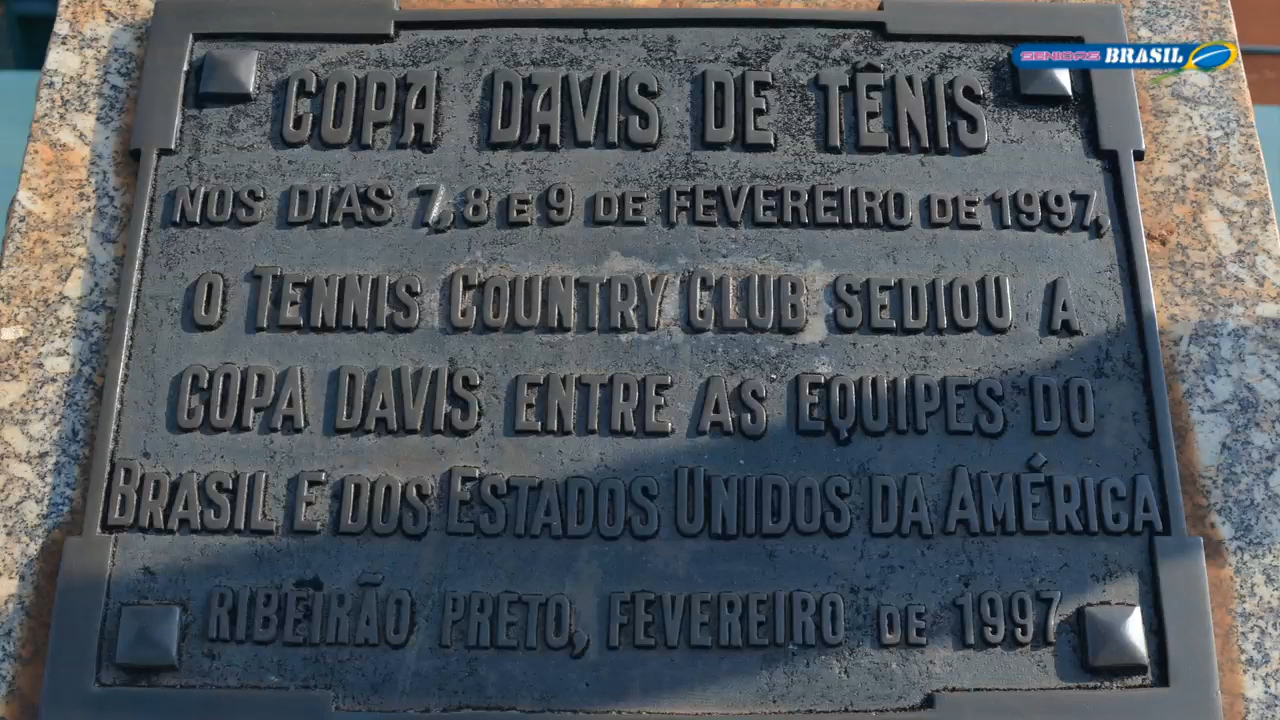 SENIORS BRASIL
COPA DAVIS DE TÊNIS
NOS DIAS 7, 8 E 9 DE FEVEREIRO DE 1997,
O TENNIS COUNTRY CLUB SEDIOU A
COPA DAVIS ENTRE AS EQUIPES DO
BRASIL E DOS ESTADOS UNIDOS DA AMÉRICA
RIBEIRÃO PRETO, FEVEREIRO DE 1997